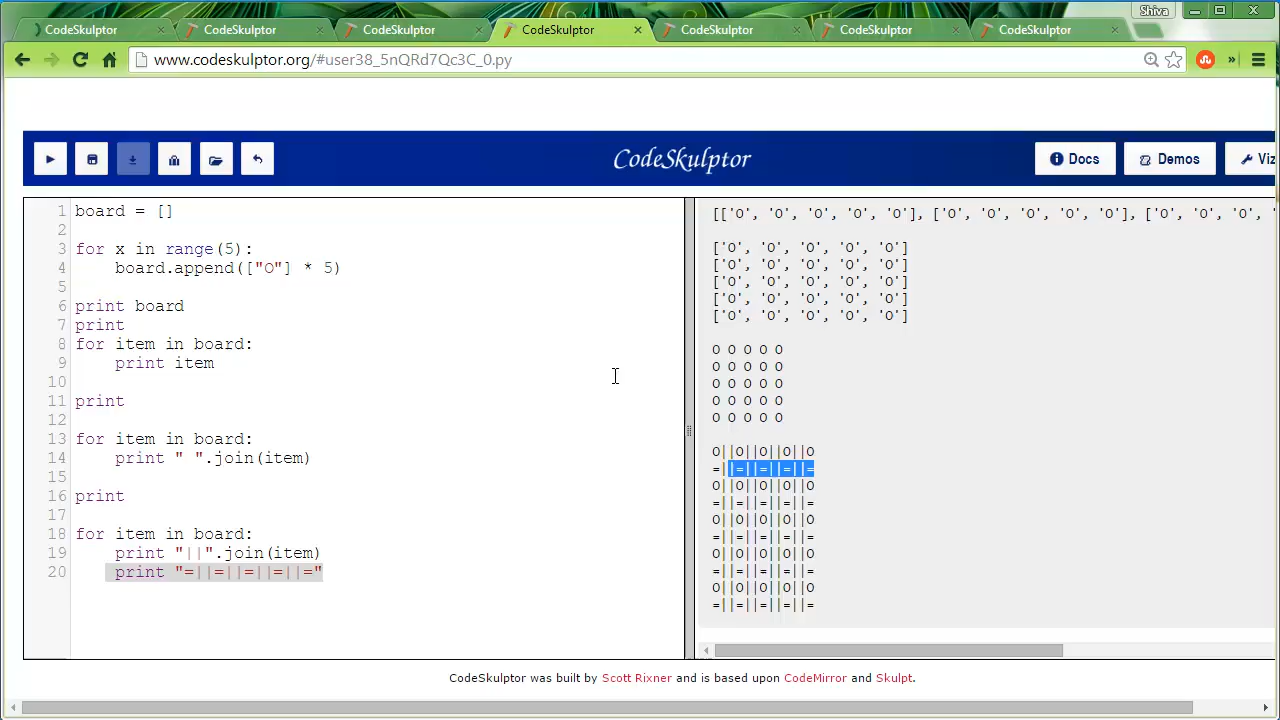 Shiva
CodeSkulptor CodeSkulptor CodeSkulptor CodeSkulptor CodeSkulptor CodeSkulptor CodeSkulptor
www.codeskulptor.org/#user38_5nQRd7Qc3C_0.py
CodeSkulptor
Docs
Demos
Viz
1 board = []
2
3 for x in range(5):
4     board.append(["O"] * 5)
5
6 print board
7 print
8 for item in board:
9     print item
10
11 print
12
13 for item in board:
14     print " ".join(item)
15
16 print
17
18 for item in board:
19     print "||".join(item)
20     print "=||=||=||=||="
[['O', 'O', 'O', 'O', 'O'], ['O', 'O', 'O', 'O', 'O'], ['O', 'O', 'O', 'O', '
['O', 'O', 'O', 'O', 'O']
['O', 'O', 'O', 'O', 'O']
['O', 'O', 'O', 'O', 'O']
['O', 'O', 'O', 'O', 'O']
['O', 'O', 'O', 'O', 'O']
O O O O O
O O O O O
O O O O O
O O O O O
O O O O O
O||O||O||O||O
=||=||=||=||=
O||O||O||O||O
=||=||=||=||=
O||O||O||O||O
=||=||=||=||=
O||O||O||O||O
=||=||=||=||=
O||O||O||O||O
=||=||=||=||=
CodeSkulptor was built by Scott Rixner and is based upon CodeMirror and Skulpt.